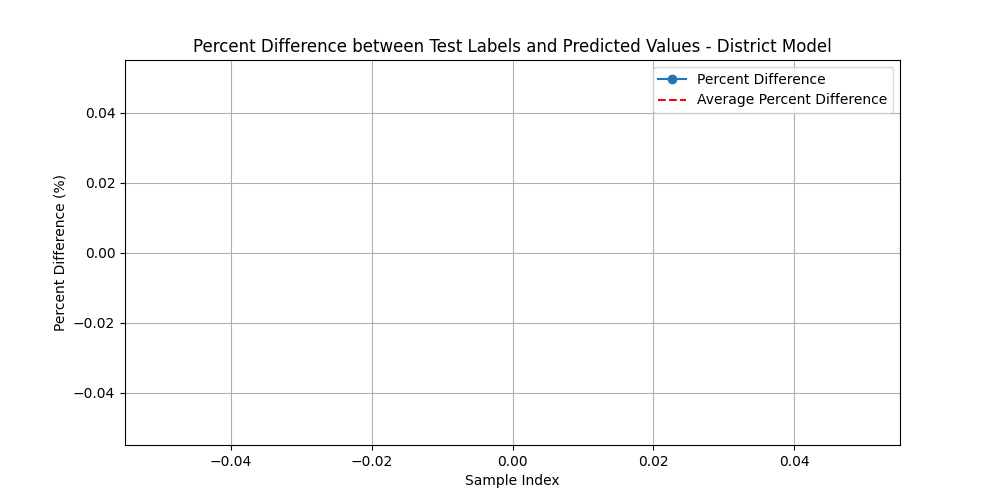 Percent Difference between Test Labels and Predicted Values - District Model
Percent Difference
Average Percent Difference
Percent Difference (%)
0.04
0.02
0.00
−0.02
−0.04
−0.04
−0.02
0.00
0.02
0.04
Sample Index